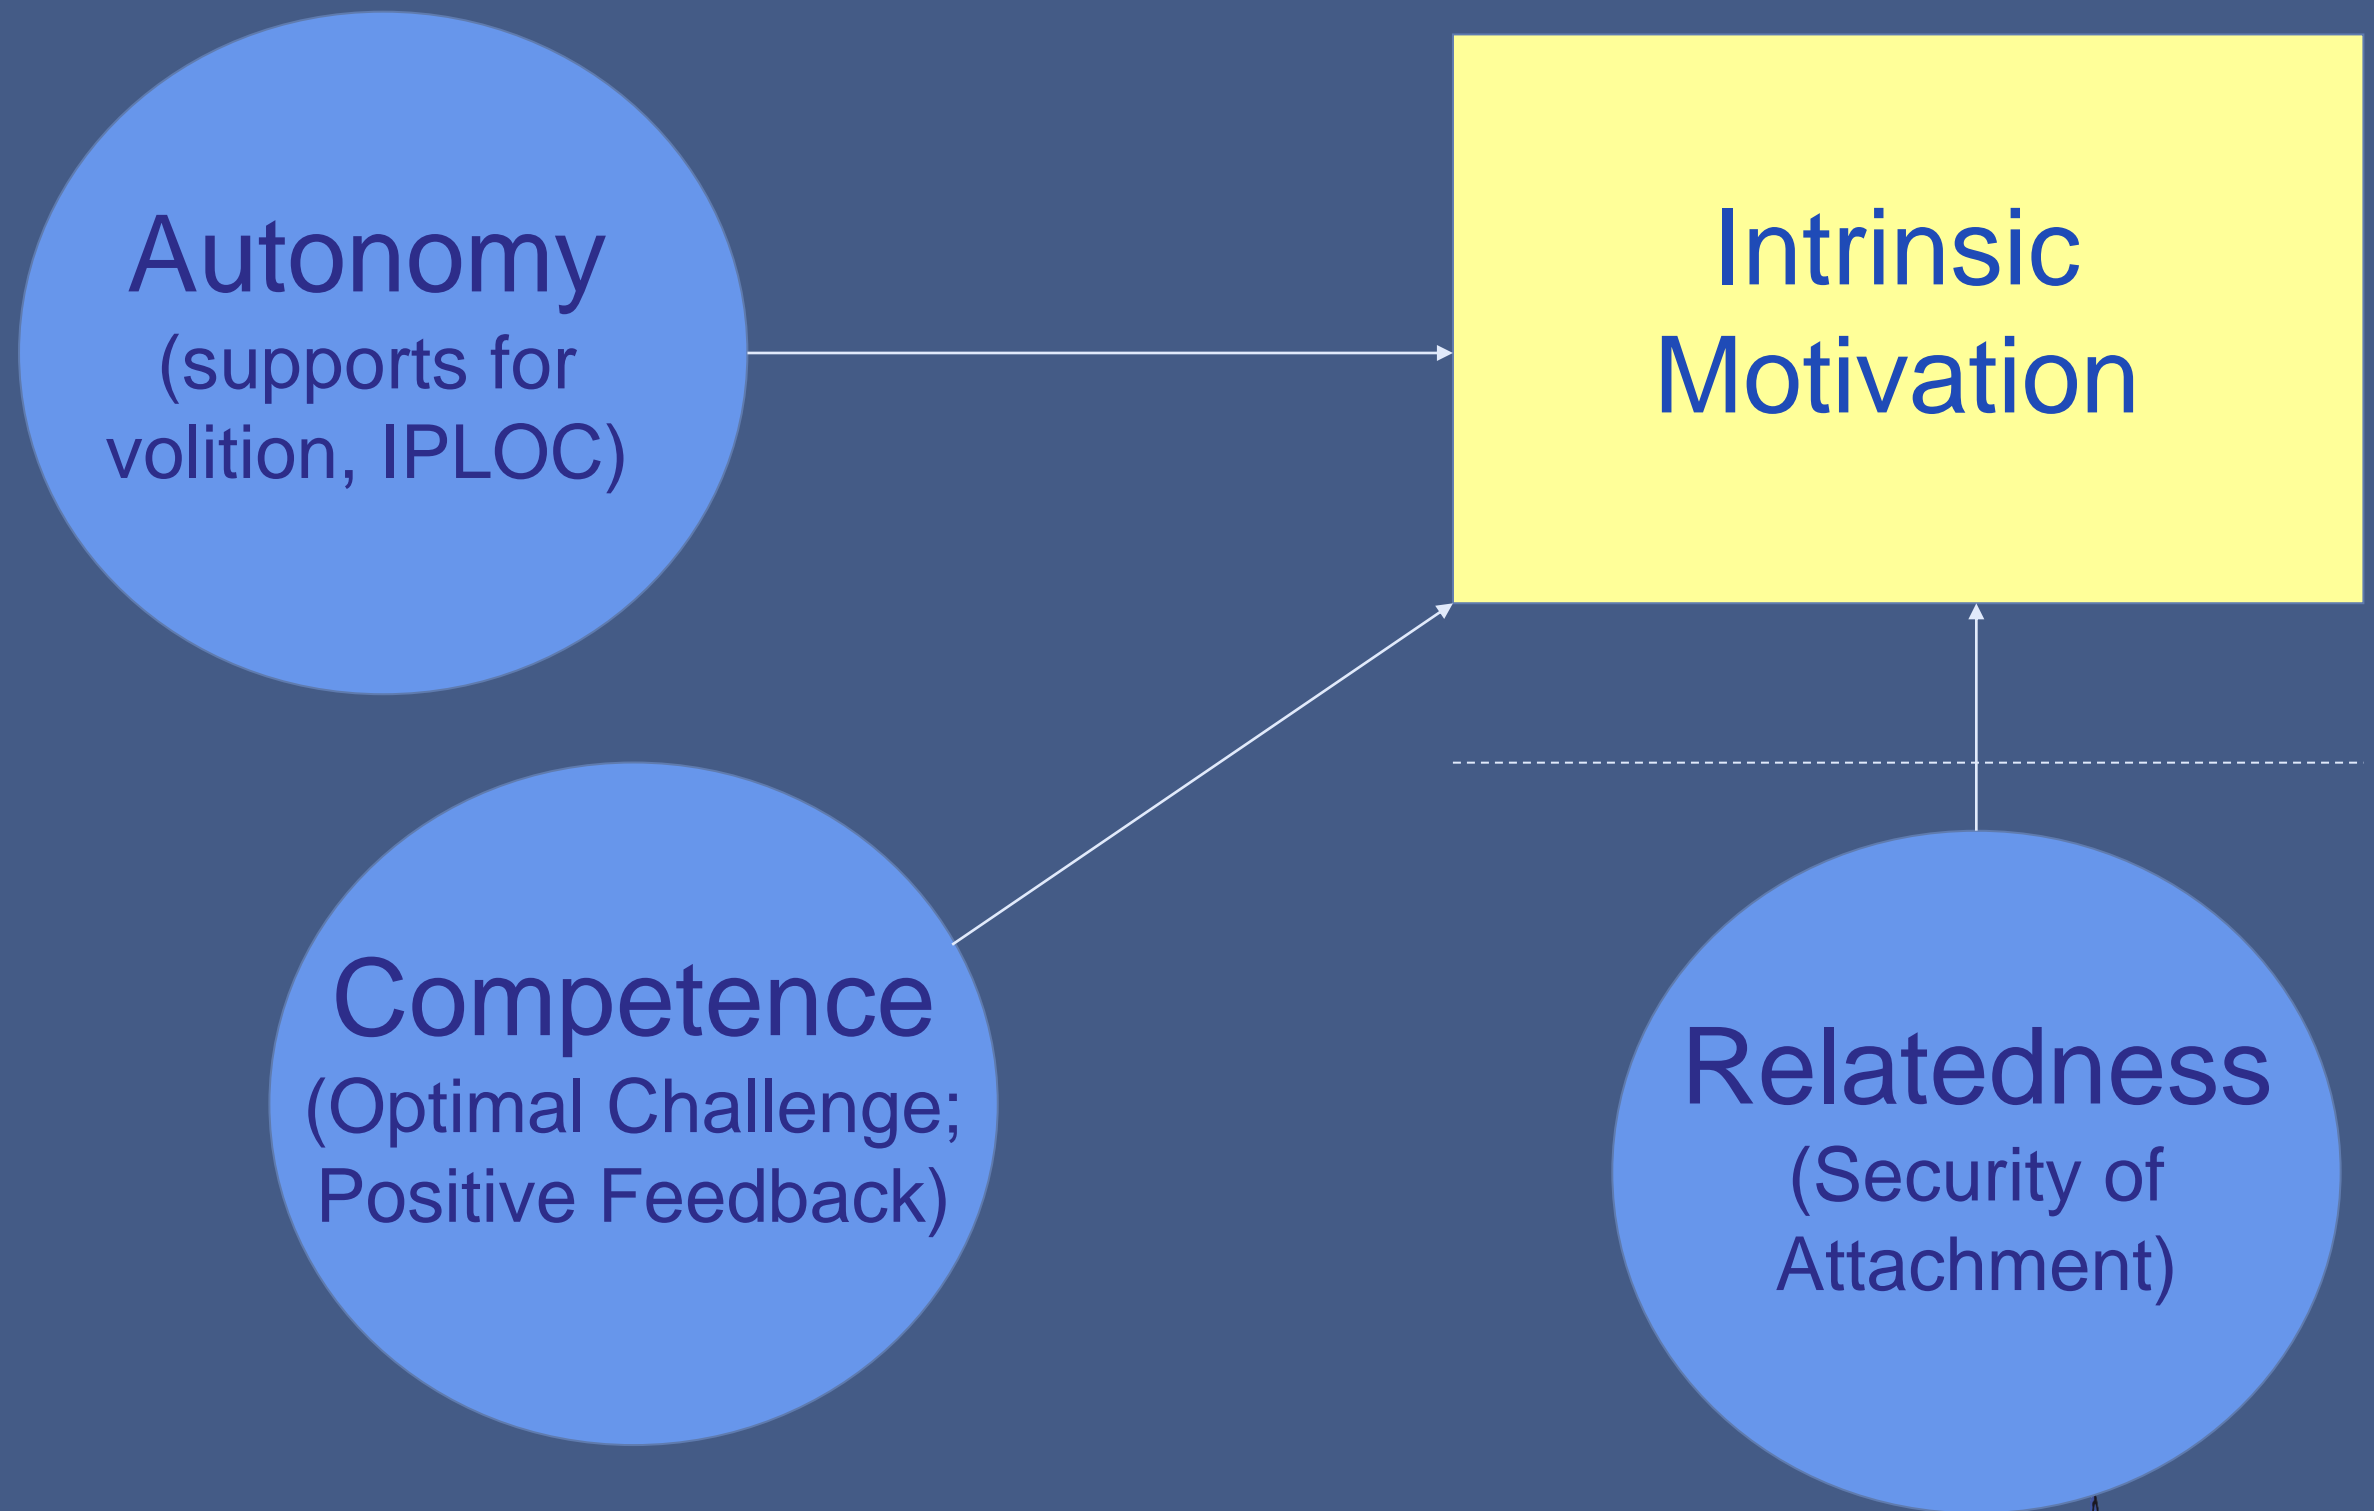 Autonomy
(supports for
volition, IPLOC)
Intrinsic
Motivation
Competence
(Optimal Challenge;
Positive Feedback)
Relatedness
(Security of
Attachment)